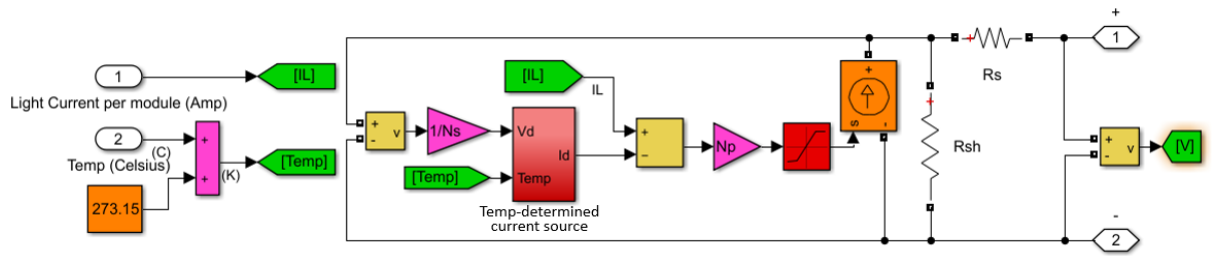 1
[IL]
Light Current per module (Amp)
2
(C)
Temp (Celsius)
+
+
(K)
[Temp]
273.15
+
-
v
1/Ns
[Temp]
Vd
Temp
Id
Temp-determined
current source
[IL]
IL
+
−
Np
+
s
-
Rsh
+
+
Rs
+
-
v
[V]
+
1
-
2